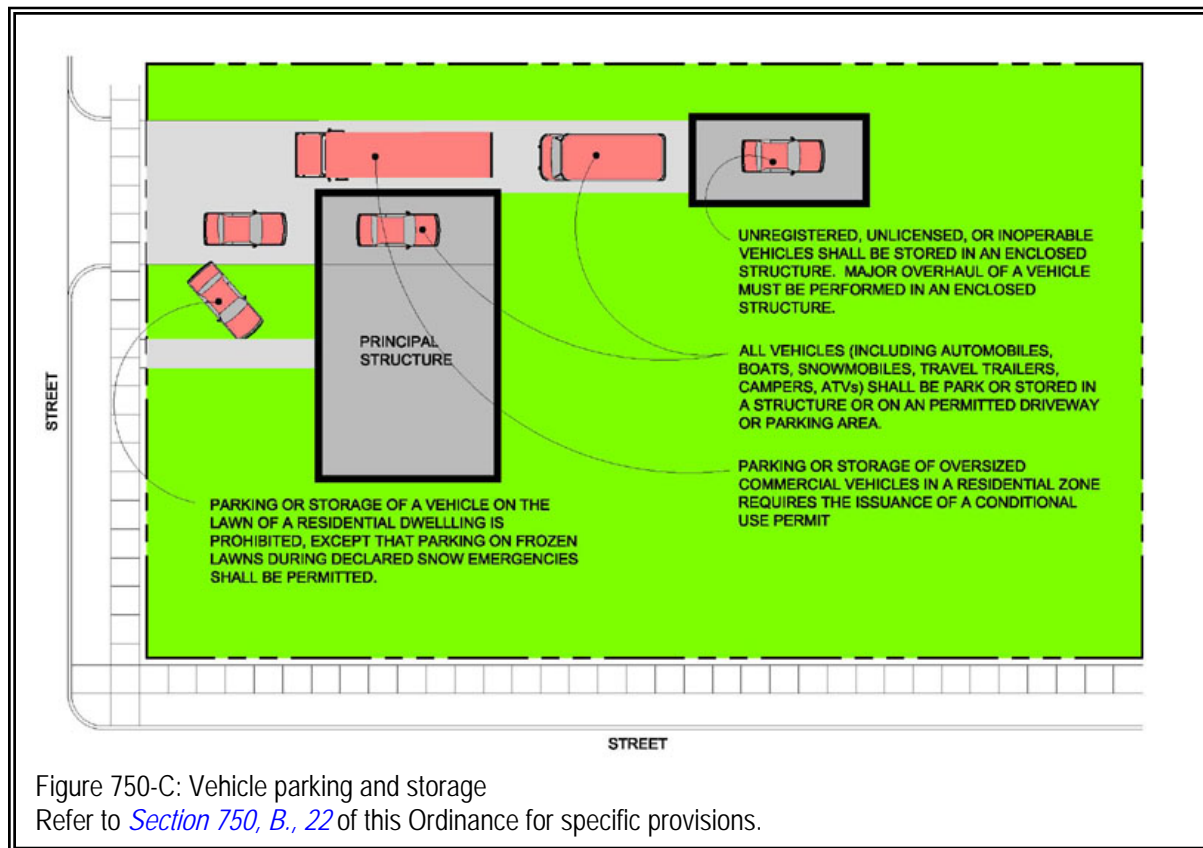 UNREGISTERED, UNLICENSED, OR INOPERABLE
VEHICLES SHALL BE STORED IN AN ENCLOSED
STRUCTURE. MAJOR OVERHAUL OF A VEHICLE
MUST BE PERFORMED IN AN ENCLOSED
STRUCTURE.
PRINCIPAL
STRUCTURE
ALL VEHICLES (INCLUDING AUTOMOBILES,
BOATS, SNOWMOBILES, TRAVEL TRAILERS,
CAMPERS, ATVs) SHALL BE PARK OR STORED IN
A STRUCTURE OR ON AN PERMITTED DRIVEWAY
OR PARKING AREA.
STREET
PARKING OR STORAGE OF OVERSIZED
COMMERCIAL VEHICLES IN A RESIDENTIAL ZONE
REQUIRES THE ISSUANCE OF A CONDITIONAL
USE PERMIT
PARKING OR STORAGE OF A VEHICLE ON THE
LAWN OF A RESIDENTIAL DWELLLING IS
PROHIBITED, EXCEPT THAT PARKING ON FROZEN
LAWNS DURING DECLARED SNOW EMERGENCIES
SHALL BE PERMITTED.
STREET
Figure 750-C: Vehicle parking and storage
Refer to Section 750, B., 22 of this Ordinance for specific provisions.